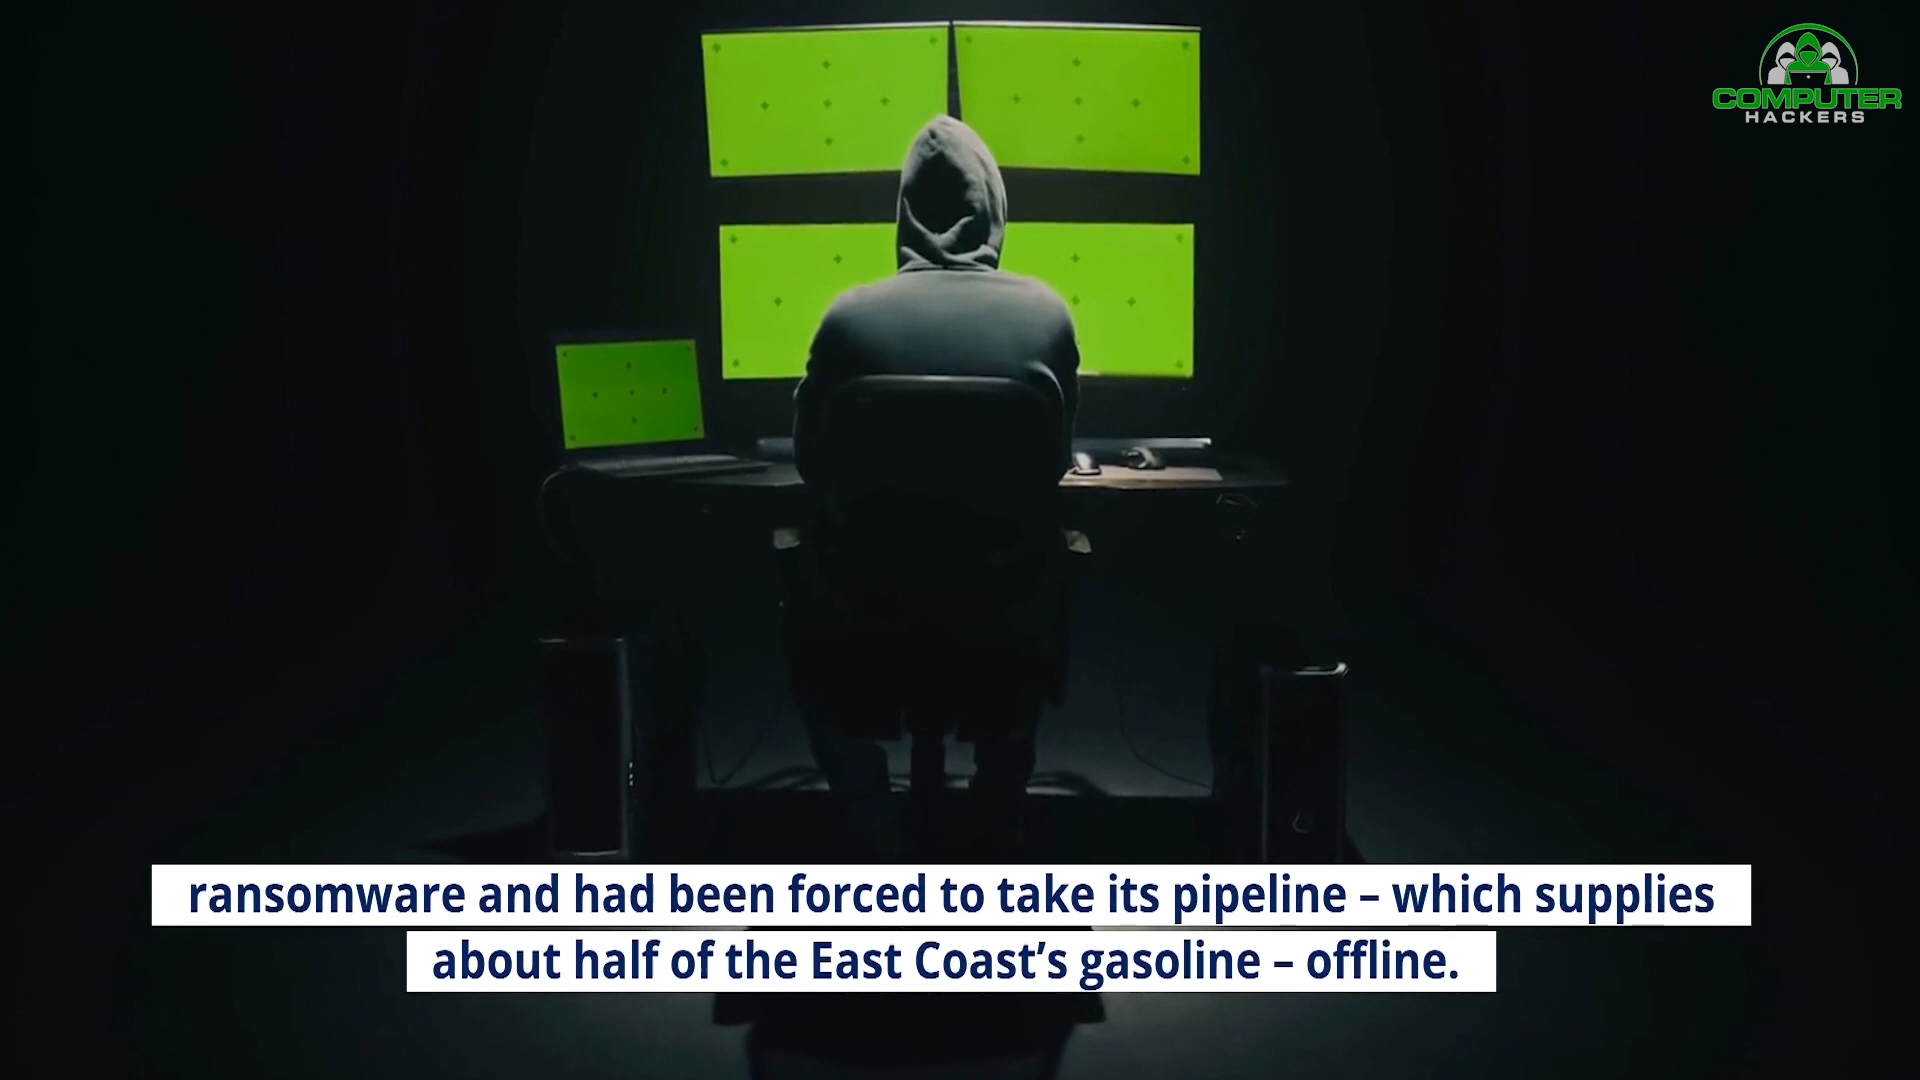 COMPUTER
HACKERS
ransomware and had been forced to take its pipeline – which supplies
about half of the East Coast’s gasoline – offline.